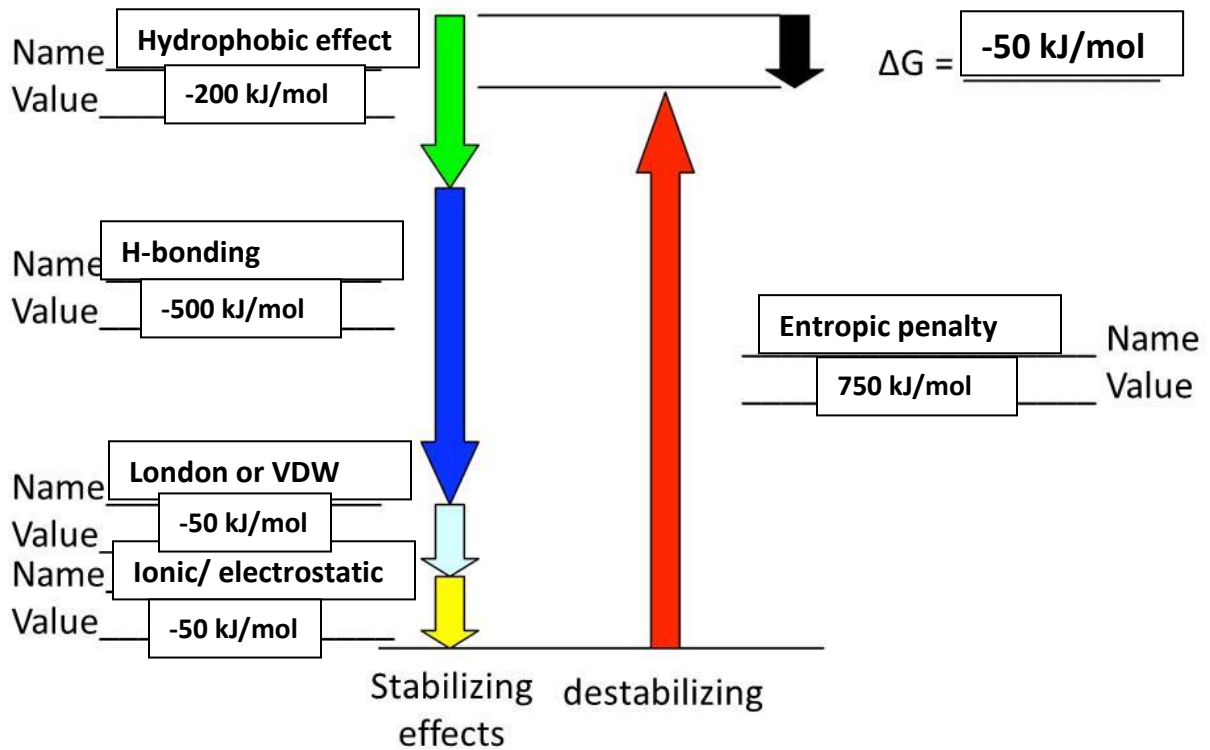 Name Hydrophobic effect
Value -200 kJ/mol
ΔG = -50 kJ/mol
Name H-bonding
Value -500 kJ/mol
Entropic penalty Name
750 kJ/mol Value
Name London or VDW
Value -50 kJ/mol
Name Ionic/ electrostatic
Value -50 kJ/mol
Stabilizing
effects
destabilizing